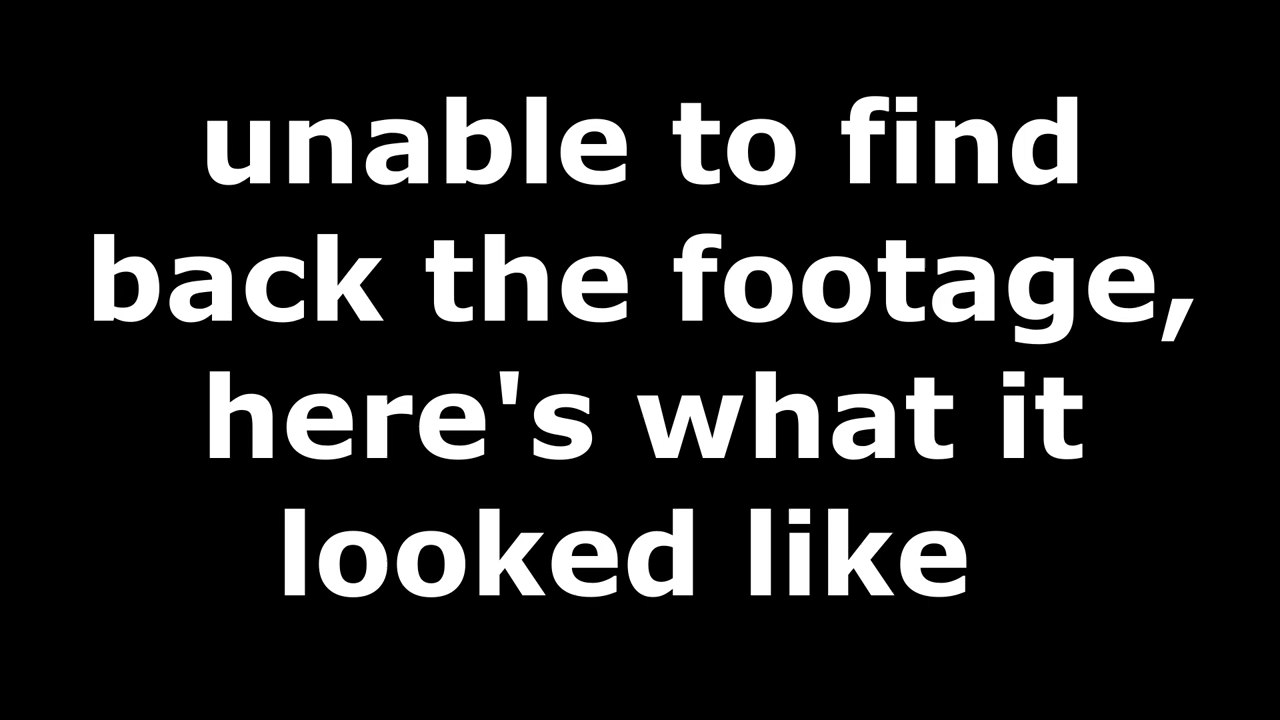 unable to find
back the footage,
here's what it
looked like